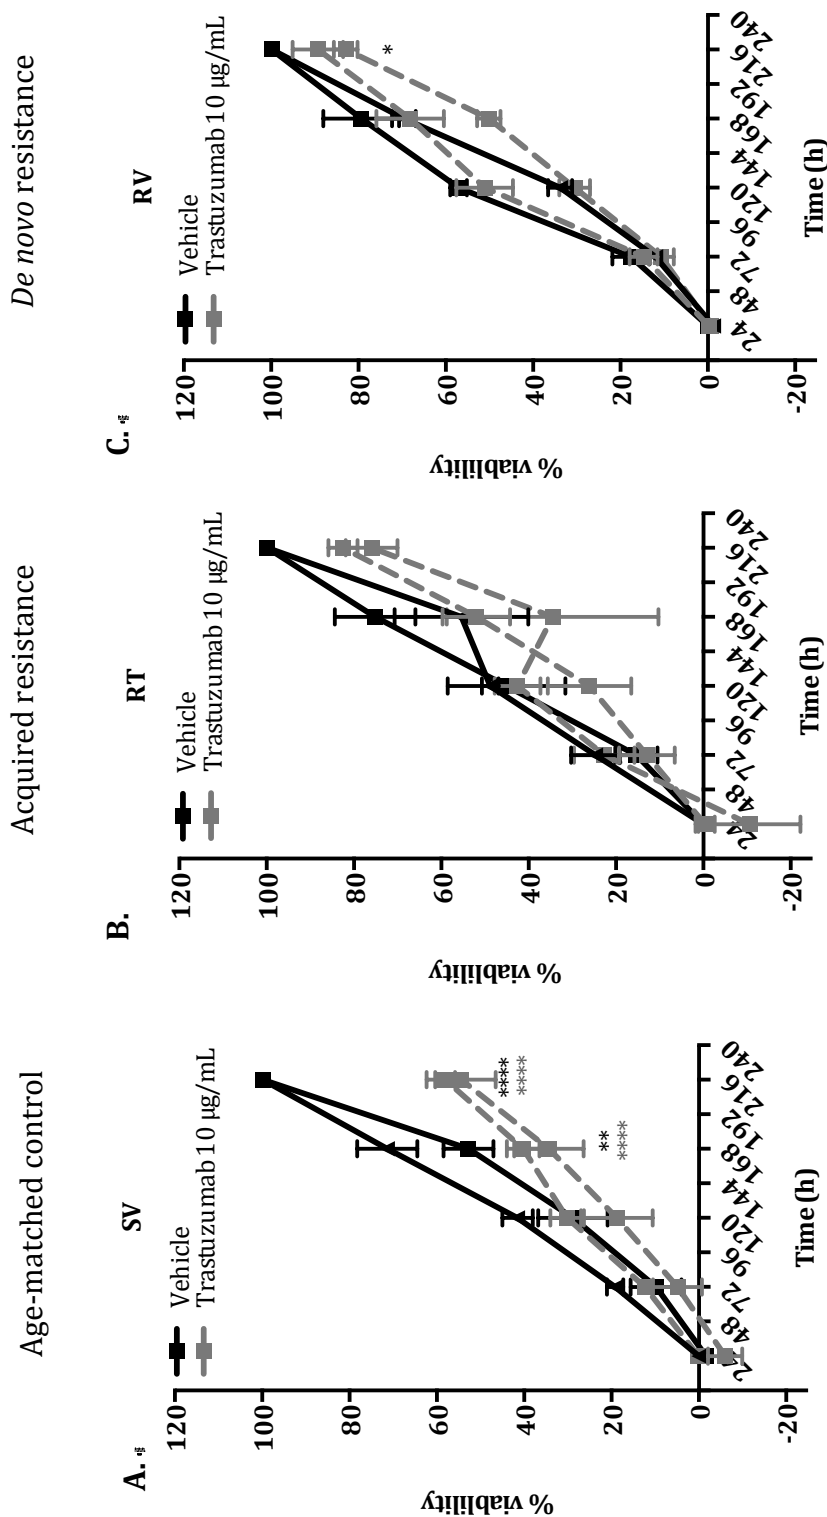 Age-matched control
Acquired resistance
De novo resistance
A.
SV
Vehicle
Trastuzumab 10 µg/mL
120
100
80
60
40
20
0
-20
% viablility
24
48
72
96
120
144
168
192
216
240
Time (h)
**
****
****
****
B.
RT
Vehicle
Trastuzumab 10 µg/mL
120
100
80
60
40
20
0
-20
% viablility
24
48
72
96
120
144
168
192
216
240
Time (h)
C.
RV
Vehicle
Trastuzumab 10 µg/mL
120
100
80
60
40
20
0
-20
% viablility
24
48
72
96
120
144
168
192
216
240
Time (h)
*